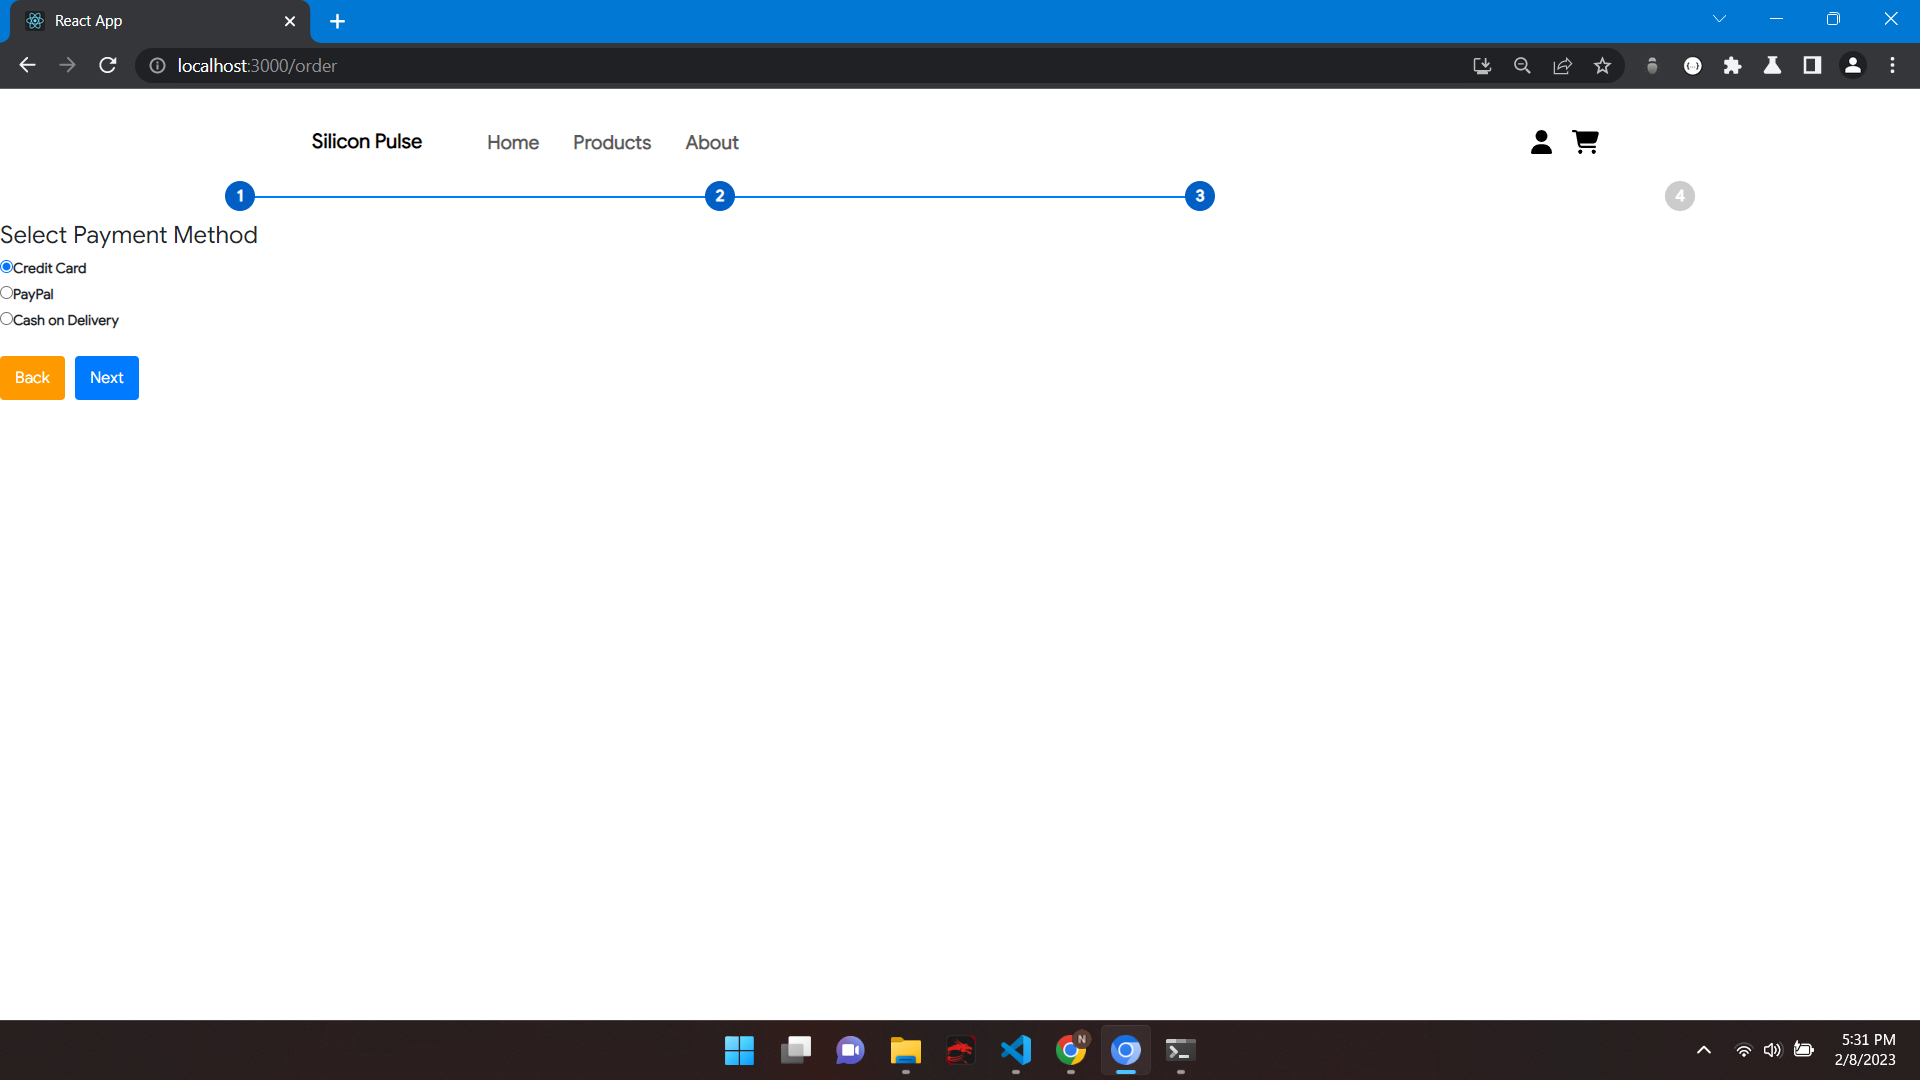 React App
localhost:3000/order
Silicon Pulse Home Products About
1 2 3 4
Select Payment Method
Credit Card
PayPal
Cash on Delivery
Back Next
N
5:31 PM
2/8/2023